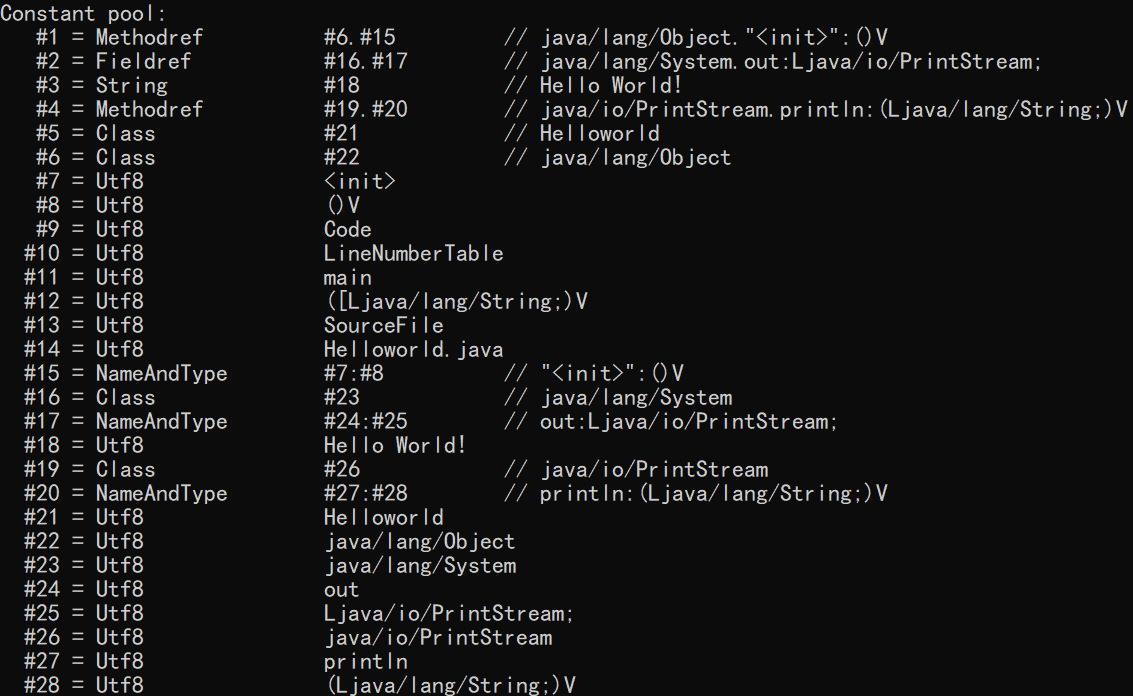 Constant pool:
   #1 = Methodref          #6.#15         // java/lang/Object."<init>":()V
   #2 = Fieldref           #16.#17        // java/lang/System.out:Ljava/io/PrintStream;
   #3 = String             #18            // Hello World!
   #4 = Methodref          #19.#20        // java/io/PrintStream.println:(Ljava/lang/String;)V
   #5 = Class              #21            // Helloworld
   #6 = Class              #22            // java/lang/Object
   #7 = Utf8               <init>
   #8 = Utf8               ()V
   #9 = Utf8               Code
  #10 = Utf8               LineNumberTable
  #11 = Utf8               main
  #12 = Utf8               ([Ljava/lang/String;)V
  #13 = Utf8               SourceFile
  #14 = Utf8               Helloworld.java
  #15 = NameAndType        #7:#8          // "<init>":()V
  #16 = Class              #23            // java/lang/System
  #17 = NameAndType        #24:#25        // out:Ljava/io/PrintStream;
  #18 = Utf8               Hello World!
  #19 = Class              #26            // java/io/PrintStream
  #20 = NameAndType        #27:#28        // println:(Ljava/lang/String;)V
  #21 = Utf8               Helloworld
  #22 = Utf8               java/lang/Object
  #23 = Utf8               java/lang/System
  #24 = Utf8               out
  #25 = Utf8               Ljava/io/PrintStream;
  #26 = Utf8               java/io/PrintStream
  #27 = Utf8               println
  #28 = Utf8               (Ljava/lang/String;)V